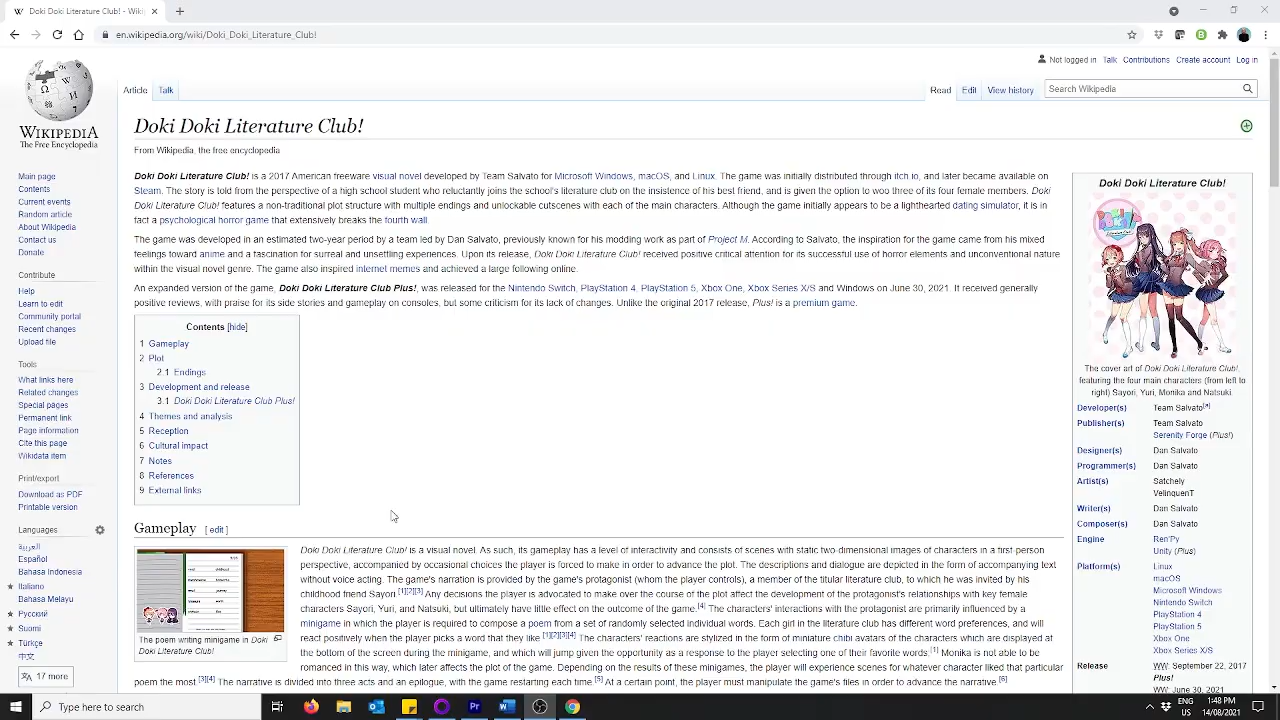 Doki Doki Literature Club! - Wiki
en.wikipedia.org/wiki/Doki_Doki_Literature_Club!
Not logged in Talk Contributions Create account Log in
Article Talk
Read Edit View history
Search Wikipedia
WIKIPEDIA
The Free Encyclopedia
Main page
Contents
Current events
Random article
About Wikipedia
Contact us
Donate
Contribute
Help
Learn to edit
Community portal
Recent changes
Upload file
Tools
What links here
Related changes
Special pages
Permanent link
Page information
Cite this page
Wikidata item
Print/export
Download as PDF
Printable version
Languages
العربية
Español
Bahasa Indonesia
Italiano
Bahasa Melayu
Русский
Suomi
Türkçe
中文
17 more
Doki Doki Literature Club!
From Wikipedia, the free encyclopedia
Doki Doki Literature Club! is a 2017 American freeware visual novel developed by Team Salvato for Microsoft Windows, macOS, and Linux. The game was initially distributed through itch.io, and later became available on
Steam. The story is told from the perspective of a high school student who reluctantly joins the school's literature club on the insistence of his best friend, and is given the option to woo three of its four female members. Doki
Doki Literature Club! features a non-traditional plot structure with multiple endings and unlockable cutscenes with each of the main characters. Although the game initially appears to be a lighthearted dating simulator, it is in
fact a psychological horror game that extensively breaks the fourth wall.
The game was developed in an estimated two-year period by a team led by Dan Salvato, previously known for his modding work as part of Project M. According to Salvato, the inspiration for the game came from his mixed
feelings toward anime and a fascination for surreal and unsettling experiences. Upon its release, Doki Doki Literature Club! received positive critical attention for its successful use of horror elements and unconventional nature
within the visual novel genre. The game also inspired internet memes and achieved a large following online.
An expanded version of the game, Doki Doki Literature Club Plus!, was released for the Nintendo Switch, PlayStation 4, PlayStation 5, Xbox One, Xbox Series X/S and Windows on June 30, 2021. It received generally
positive reviews, with praise for its side stories and gameplay on consoles, but some criticism for its lack of changes. Unlike the original 2017 release, Plus! is a premium game.
Contents [hide]
1 Gameplay
2 Plot
2.1 Endings
3 Development and release
3.1 Doki Doki Literature Club Plus!
4 Themes and analysis
5 Reception
6 Cultural impact
7 Notes
8 References
9 External links
Gameplay [ edit ]
The poem writing minigame in Doki
Doki Literature Club!
Doki Doki Literature Club! is a visual novel. As such, its gameplay has a level of interactivity and consists of scenes with static two-dimensional images of characters in a first-person
perspective, accompanied by occasional choices the player is forced to make in order to advance the plot. The descriptions and dialogue are depicted in the form of accompanying text
without voice acting. The game's narration is provided by the game's protagonist (whom the player controls), a member of the titular literature club, to which he was invited by his
childhood friend Sayori.[1][2][3] Any decisions the player is advocated to make over the course of the plot affect the development of the protagonist's relationships with key female
characters Sayori, Yuri, and Natsuki, but ultimately have little effect on the outcome of the game.[4] The characters' interactions with the protagonist are primarily influenced by a
minigame in which the player is required to compose a poem from a set of randomly selected individual words. Each girl in the literature club has different word preferences, and will
react positively when the player picks a word that they like.[1][2][3][4] The characters' reactions are stylized in the form of miniature chibi avatars of the characters which are displayed at
the bottom of the screen during the minigame, and which will jump given the opportunity as a response to the player selecting one of their favorite words.[1] Monika is not able to be
romanced in this way, which later affects the plot of the game. Depending on the results of these minigames, the player will experience scenes for whatever character liked that particular
poem the most.[3][4] The narrative is divided into three acts and an epilogue, with the game restarting each time.[5] At a certain point, the player must manipulate the game's files in order to advance the narrative.[6]
Doki Doki Literature Club!
The cover art of Doki Doki Literature Club!,
featuring the four main characters (from left to
right) Sayori, Yuri, Monika and Natsuki.
Developer(s) Team Salvato[a]
Publisher(s) Team Salvato
Serenity Forge (Plus!)
Designer(s) Dan Salvato
Programmer(s) Dan Salvato
Artist(s) Satchely
VelinquenT
Writer(s) Dan Salvato
Composer(s) Dan Salvato
Engine Ren'Py
Unity (Plus)
Platform(s) Linux
macOS
Microsoft Windows
Nintendo Switch
PlayStation 4
PlayStation 5
Xbox One
Xbox Series X/S
Release WW: September 22, 2017
Plus!
WW: June 30, 2021
Type here to search
ENG
US
1:48 PM
14/08/2021